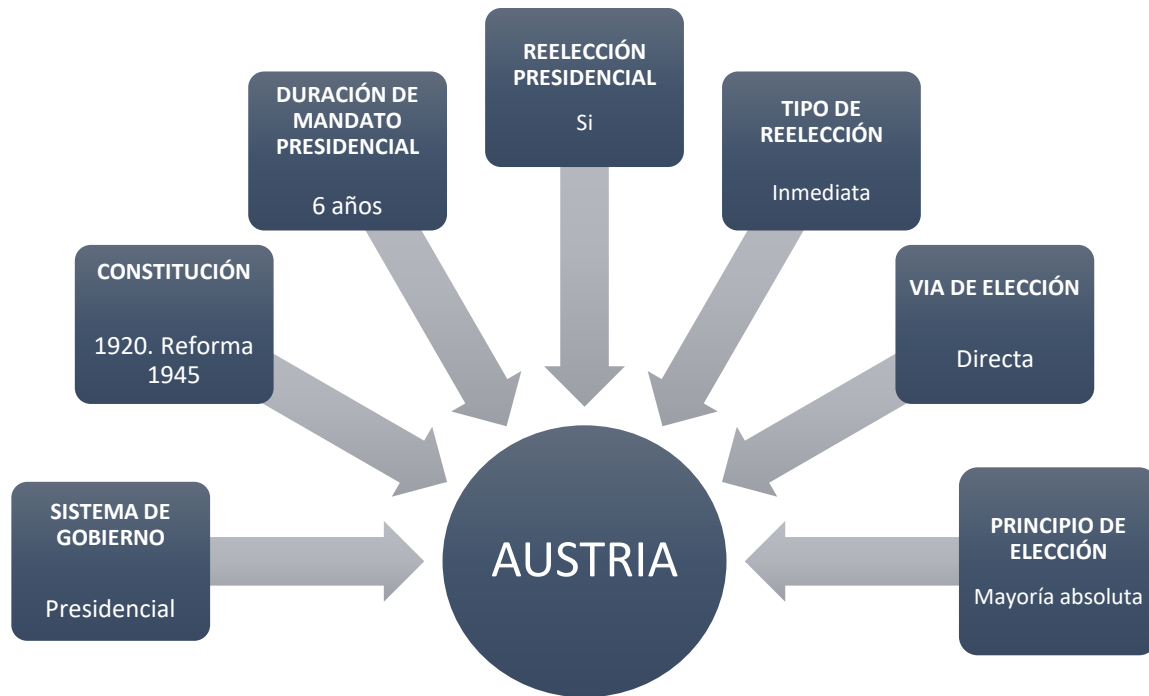 SISTEMA DE
GOBIERNO
Presidencial
CONSTITUCIÓN
1920. Reforma
1945
DURACIÓN DE
MANDATO
PRESIDENCIAL
6 años
REELECCIÓN
PRESIDENCIAL
Si
TIPO DE
REELECCIÓN
Inmediata
VIA DE ELECCIÓN
Directa
PRINCIPIO DE
ELECCIÓN
Mayoría absoluta
AUSTRIA